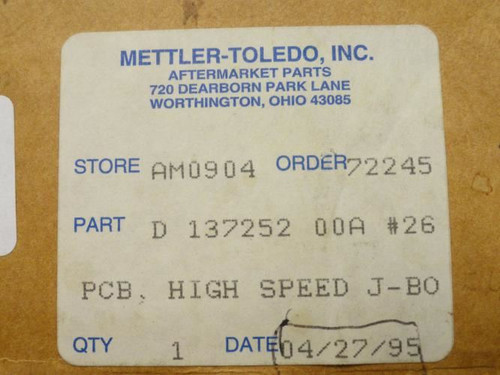 METTLER-TOLEDO, INC.
AFTERMARKET PARTS
720 DEARBORN PARK LANE
WORTHINGTON, OHIO 43085
STORE AM0904 ORDER 72245
PART D 137252 00A #26
PCB, HIGH SPEED J-BO
QTY 1 DATE 04/27/95